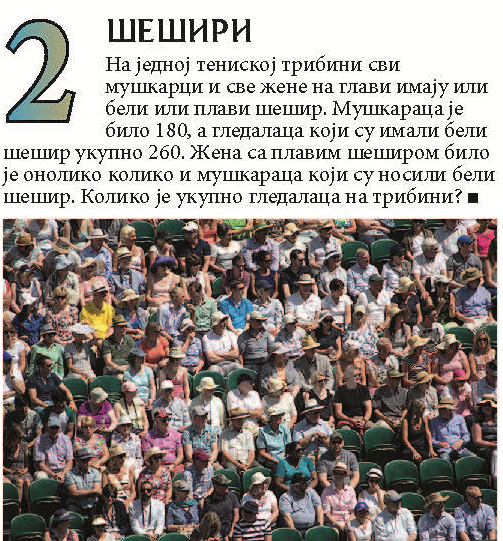 2
ШЕШИРИ
На једној тениској трибини сви
мушкарци и све жене на глави имају или
бели или плави шешир. Мушкараца је
било 180, а гледалаца који су имали бели
шешир укупно 260. Жена са плавим шеширом било
је онолико колико и мушкараца који су носили бели
шешир. Колико је укупно гледалаца на трибини? ■